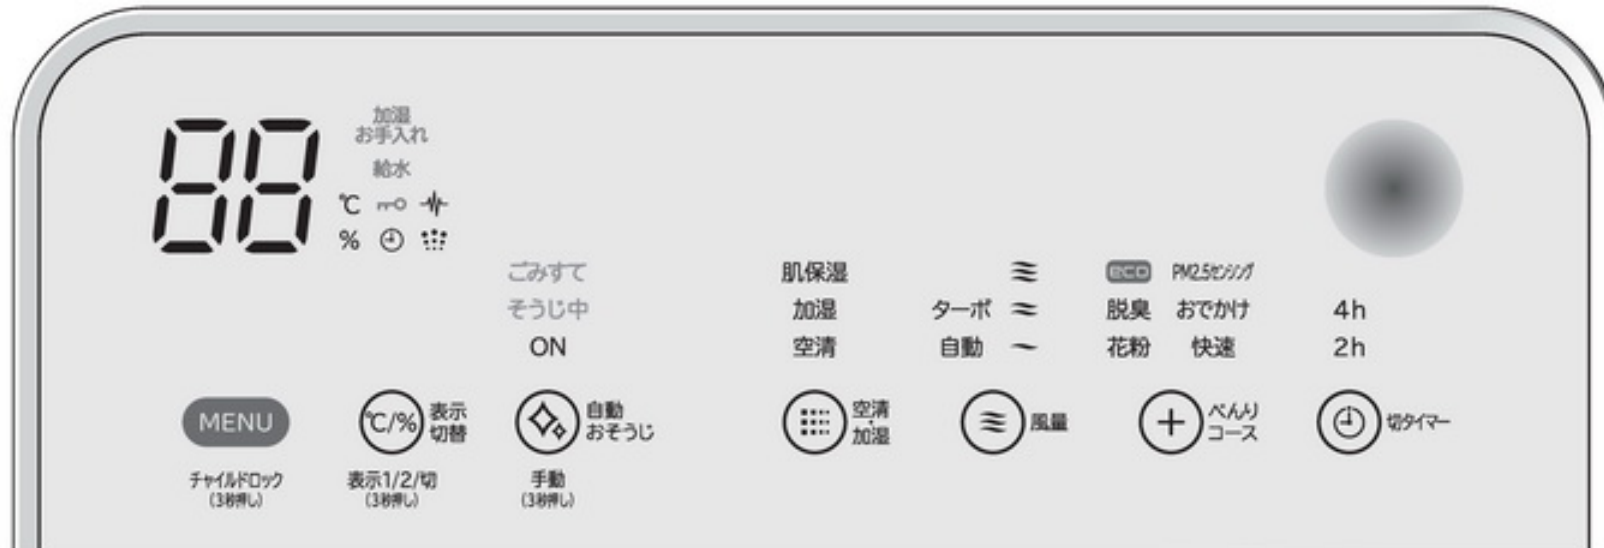 88
加湿
お手入れ
給水
℃
%
ごみすて
そうじ中
ON
肌保湿
加湿
空清
ターボ
自動
eco PM2.5センシング
脱臭 おでかけ
花粉 快速
4h
2h
MENU
チャイルドロック
(3秒押し)
℃/%
表示
切替
表示1/2/切
(3秒押し)
自動
おそうじ
手動
(3秒押し)
空清・
加湿
風量
べんり
コース
切タイマー